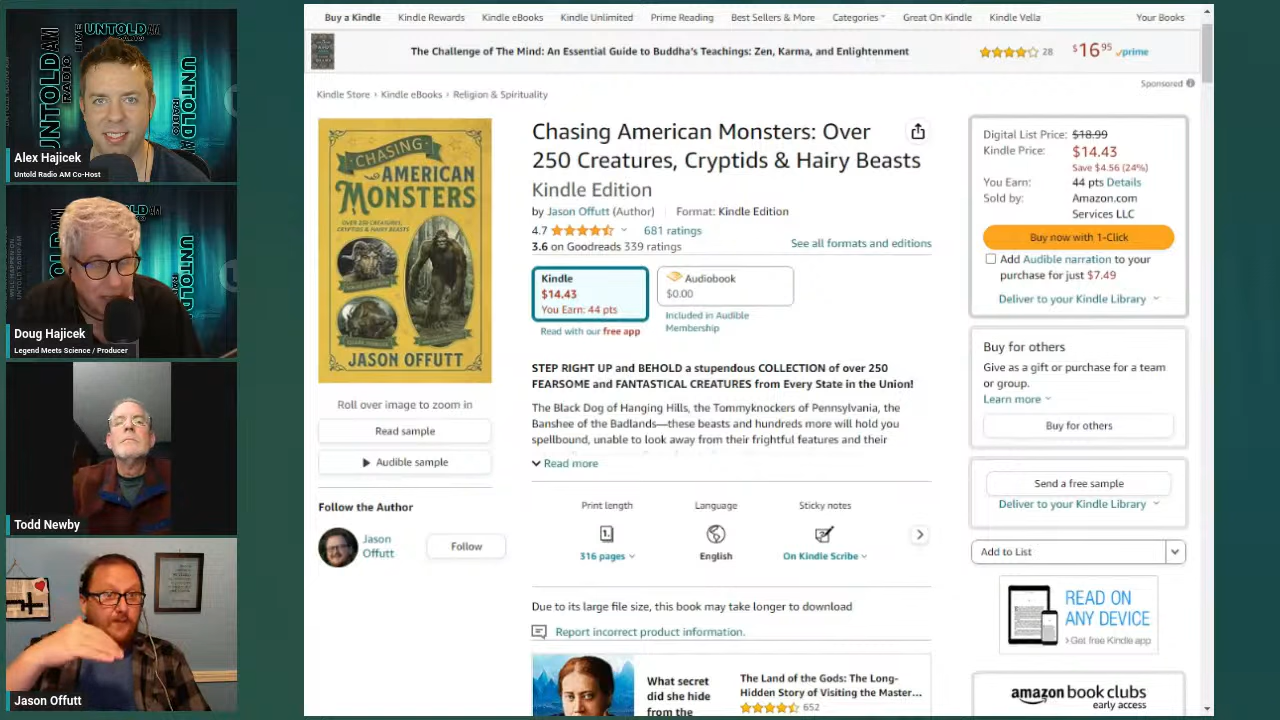 LIVE UNTOLD AM
UNTOLD
RADIO
UNTOLD
RADIO
Alex Hajicek
Untold Radio AM Co-Host
Doug Hajicek
Legend Meets Science / Producer
Todd Newby
Jason Offutt
Buy a Kindle Kindle Rewards Kindle eBooks Kindle Unlimited Prime Reading Best Sellers & More Categories Great On Kindle Kindle Vella Your Books
The Challenge of The Mind: An Essential Guide to Buddha's Teachings: Zen, Karma, and Enlightenment 28 $16 95 prime
Sponsored
Kindle Store › Kindle eBooks › Religion & Spirituality
CHASING
AMERICAN
MONSTERS
OVER 250 CREATURES,
CRYPTIDS & HAIRY BEASTS
JASON OFFUTT
Roll over image to zoom in
Read sample
Audible sample
Follow the Author
Jason
Offutt
Follow
Chasing American Monsters: Over
250 Creatures, Cryptids & Hairy Beasts
Kindle Edition
by Jason Offutt (Author) Format: Kindle Edition
4.7 681 ratings
3.6 on Goodreads 339 ratings
See all formats and editions
Kindle
$14.43
You Earn: 44 pts
Read with our free app
Audiobook
$0.00
Included in Audible
Membership
STEP RIGHT UP and BEHOLD a stupendous COLLECTION of over 250
FEARSOME and FANTASTICAL CREATURES from Every State in the Union!
The Black Dog of Hanging Hills, the Tommyknockers of Pennsylvania, the
Banshee of the Badlands—these beasts and hundreds more will hold you
spellbound, unable to look away from their frightful features and their
Read more
Print length
316 pages
Language
English
Sticky notes
On Kindle Scribe
Due to its large file size, this book may take longer to download
Report incorrect product information.
What secret
did she hide
from the
The Land of the Gods: The Long-
Hidden Story of Visiting the Master...
652
Digital List Price: $18.99
Kindle Price: $14.43
Save $4.56 (24%)
You Earn: 44 pts Details
Sold by: Amazon.com
Services LLC
Buy now with 1-Click
Add Audible narration to your
purchase for just $7.49
Deliver to your Kindle Library
Buy for others
Give as a gift or purchase for a team
or group.
Learn more
Buy for others
Send a free sample
Deliver to your Kindle Library
Add to List
READ ON
ANY DEVICE
› Get free Kindle app
amazon book clubs
early access